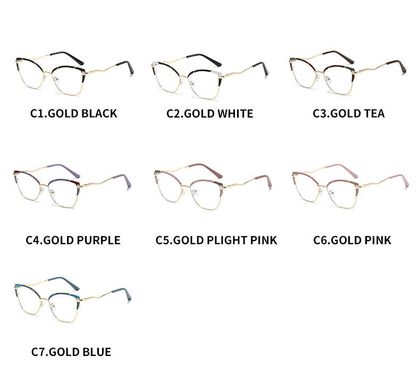 C1.GOLD BLACK
C2.GOLD WHITE
C3.GOLD TEA
C4.GOLD PURPLE
C5.GOLD PLIGHT PINK
C6.GOLD PINK
C7.GOLD BLUE